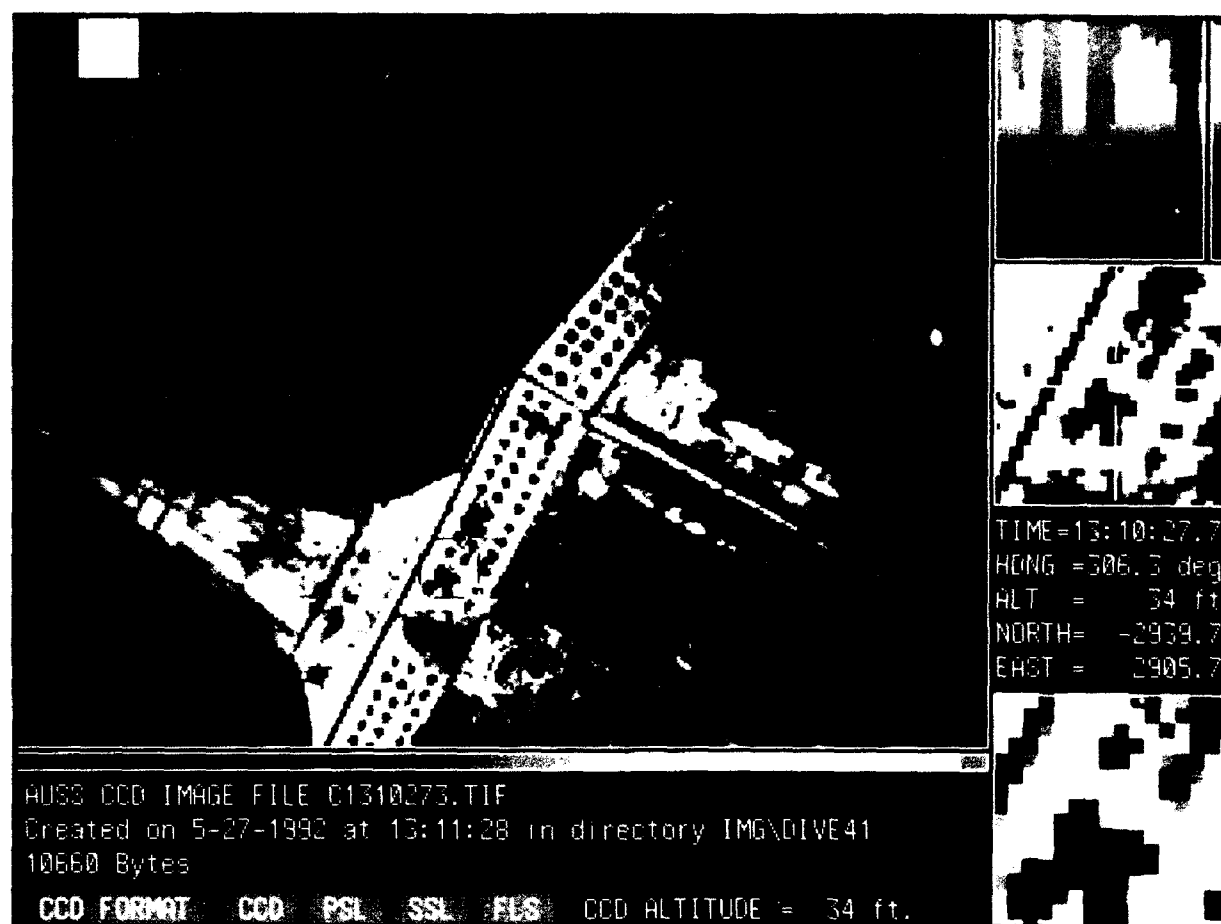 TIME=13:10:27.7
HDNG =306.3 deg
ALT = 34 ft
NORTH= -2939.7
EAST = 2905.7
AUSS CCD IMAGE FILE C1310273.TIF
Created on 5-27-1992 at 13:11:28 in directory IMG\DIVE41
10660 Bytes
CCD FORMAT CCD PSL SSL FLS CCD ALTITUDE = 34 ft.